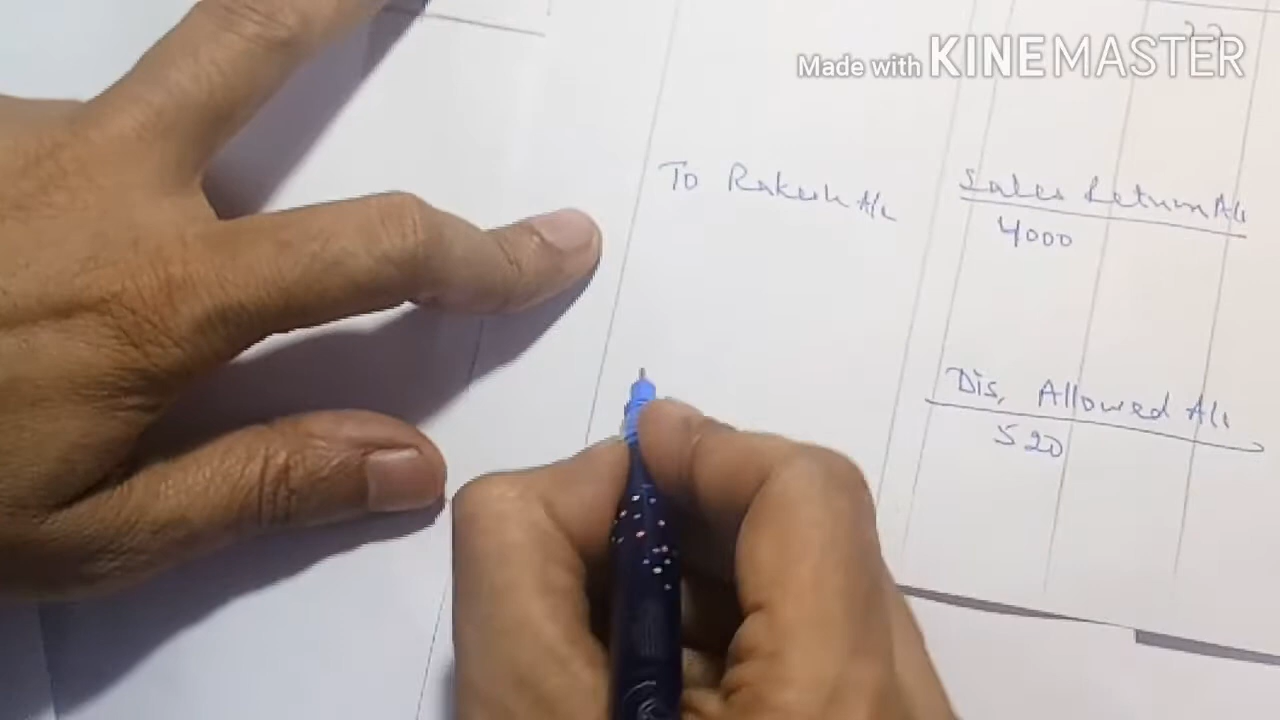 Made with KINEMASTER
To Rakesh A/c
Sales Return A/c
4000
Dis. Allowed A/c
520